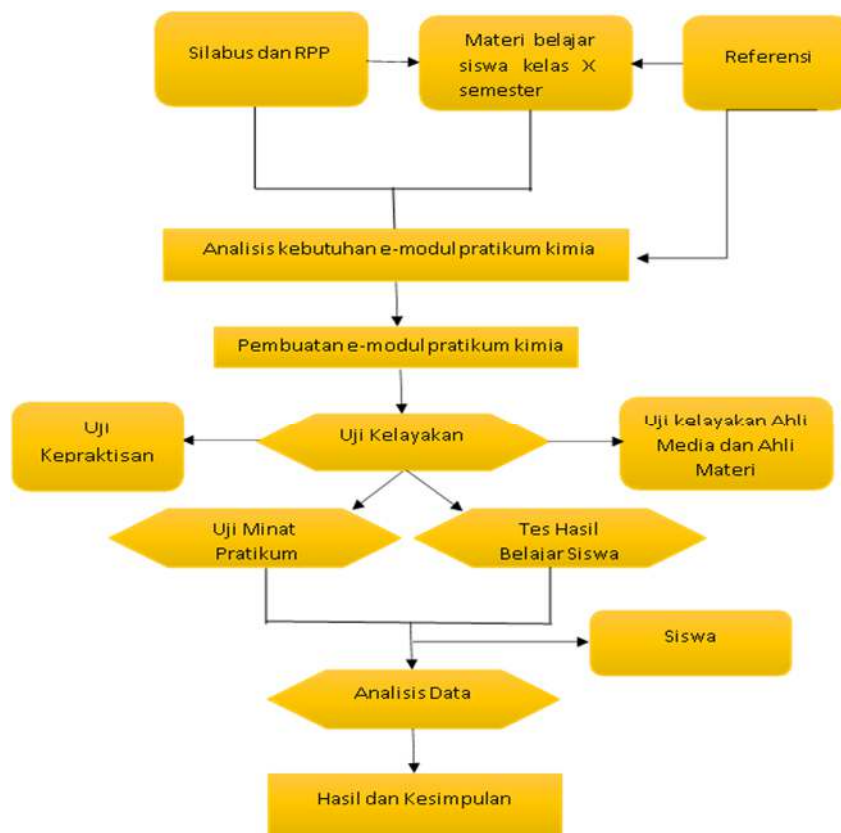 Silabus dan RPP
Materi belajar
siswa kelas X
semester
Referensi
Analisis kebutuhan e-modul pratikum kimia
Pembuatan e-modul pratikum kimia
Uji
Kepraktisan
Uji Kelayakan
Uji kelayakan Ahli
Media dan Ahli
Materi
Uji Minat
Pratikum
Tes Hasil
Belajar Siswa
Siswa
Analisis Data
Hasil dan Kesimpulan